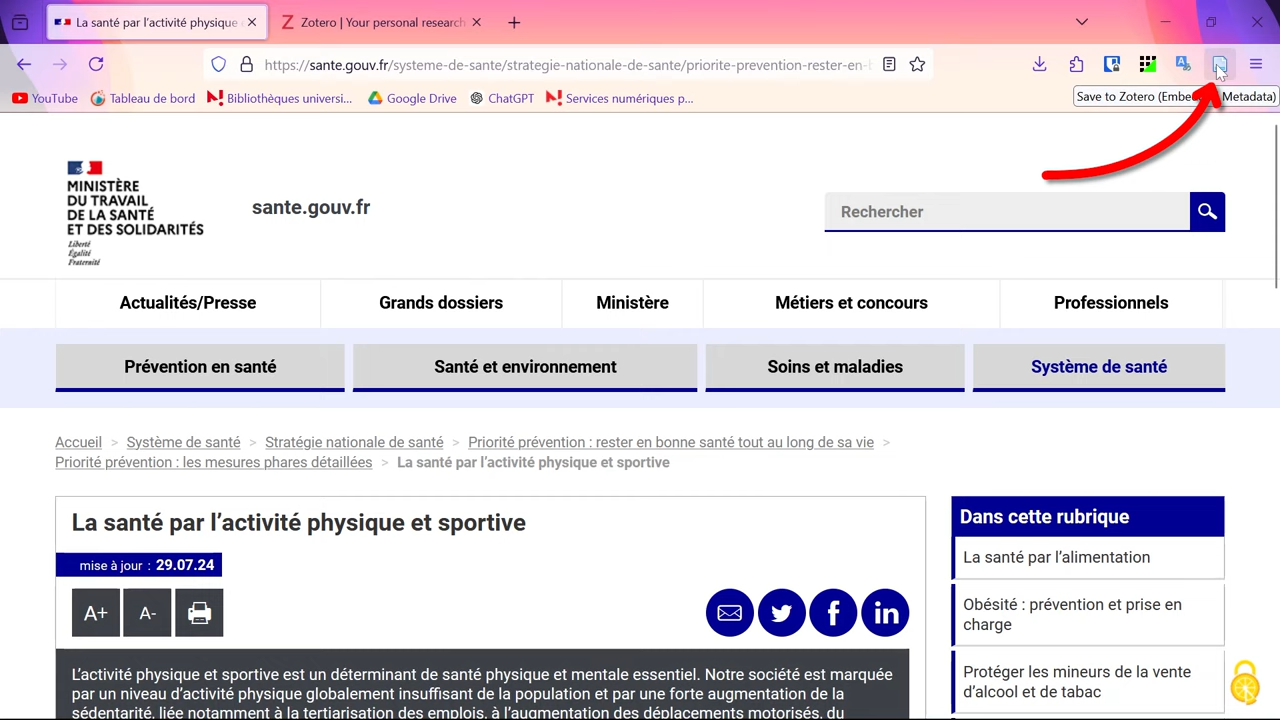 La santé par l'activité physique
Zotero | Your personal research
https://sante.gouv.fr/systeme-de-sante/strategie-nationale-de-sante/priorite-prevention-rester-en-b
YouTube
Tableau de bord
Bibliothèques universi...
Google Drive
ChatGPT
Services numériques p...
Save to Zotero (Embe Metadata)
MINISTÈRE
DU TRAVAIL
DE LA SANTÉ
ET DES SOLIDARITÉS
Liberté
Égalité
Fraternité
sante.gouv.fr
Rechercher
Actualités/Presse
Grands dossiers
Ministère
Métiers et concours
Professionnels
Prévention en santé
Santé et environnement
Soins et maladies
Système de santé
Accueil > Système de santé > Stratégie nationale de santé > Priorité prévention : rester en bonne santé tout au long de sa vie >
Priorité prévention : les mesures phares détaillées > La santé par l'activité physique et sportive
La santé par l'activité physique et sportive
mise à jour : 29.07.24
A+
A-
L'activité physique et sportive est un déterminant de santé physique et mentale essentiel. Notre société est marquée
par un niveau d'activité physique globalement insuffisant de la population et par une forte augmentation de la
sédentarité, liée notamment à la tertiarisation des emplois, à l'augmentation des déplacements motorisés, du
Dans cette rubrique
La santé par l'alimentation
Obésité : prévention et prise en
charge
Protéger les mineurs de la vente
d'alcool et de tabac